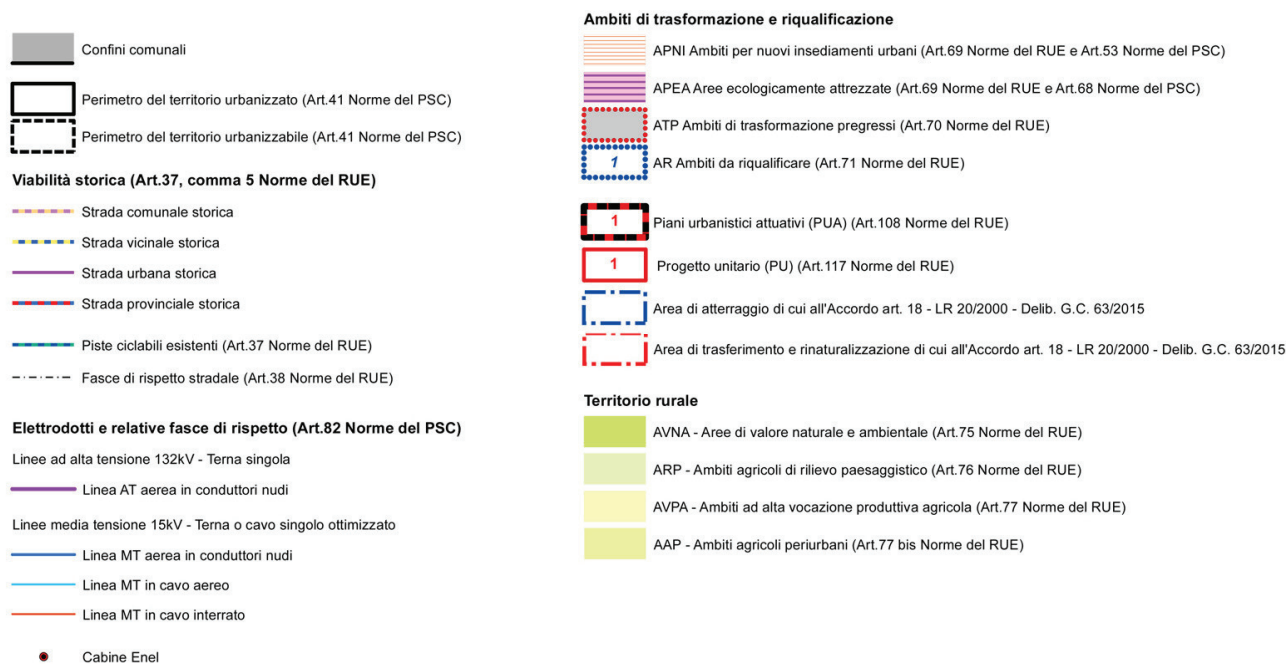 Confini comunali
Perimetro del territorio urbanizzato (Art.41 Norme del PSC)
Perimetro del territorio urbanizzabile (Art.41 Norme del PSC)
Viabilità storica (Art.37, comma 5 Norme del RUE)
Strada comunale storica
Strada vicinale storica
Strada urbana storica
Strada provinciale storica
Piste ciclabili esistenti (Art.37 Norme del RUE)
Fasce di rispetto stradale (Art.38 Norme del RUE)
Elettrodotti e relative fasce di rispetto (Art.82 Norme del PSC)
Linee ad alta tensione 132kV - Terna singola
Linea AT aerea in conduttori nudi
Linee media tensione 15kV - Terna o cavo singolo ottimizzato
Linea MT aerea in conduttori nudi
Linea MT in cavo aereo
Linea MT in cavo interrato
Cabine Enel
Ambiti di trasformazione e riqualificazione
APNI Ambiti per nuovi insediamenti urbani (Art.69 Norme del RUE e Art.53 Norme del PSC)
APEA Aree ecologicamente attrezzate (Art.69 Norme del RUE e Art.68 Norme del PSC)
ATP Ambiti di trasformazione pregressi (Art.70 Norme del RUE)
1 AR Ambiti da riqualificare (Art.71 Norme del RUE)
1 Piani urbanistici attuativi (PUA) (Art.108 Norme del RUE)
1 Progetto unitario (PU) (Art.117 Norme del RUE)
Area di atterraggio di cui all'Accordo art. 18 - LR 20/2000 - Delib. G.C. 63/2015
Area di trasferimento e rinaturalizzazione di cui all'Accordo art. 18 - LR 20/2000 - Delib. G.C. 63/2015
Territorio rurale
AVNA - Aree di valore naturale e ambientale (Art.75 Norme del RUE)
ARP - Ambiti agricoli di rilievo paesaggistico (Art.76 Norme del RUE)
AVPA - Ambiti ad alta vocazione produttiva agricola (Art.77 Norme del RUE)
AAP - Ambiti agricoli periurbani (Art.77 bis Norme del RUE)